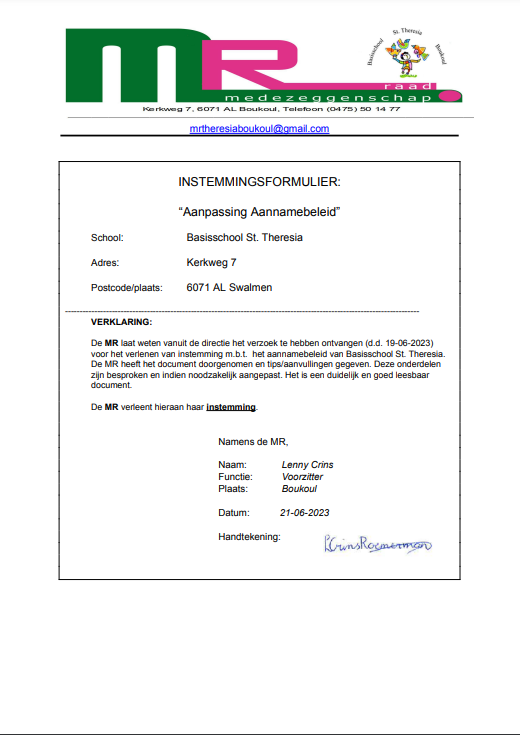 MR
raad
medezeggenschap
Basisschool St. Theresia Boukoul
Kerkweg 7, 6071 AL Boukoul, Telefoon (0475) 50 14 77
mrtheresiaboukoul@gmail.com
INSTEMMINGSFORMULIER:
“Aanpassing Aannamebeleid”
School: Basisschool St. Theresia
Adres: Kerkweg 7
Postcode/plaats: 6071 AL Swalmen
VERKLARING:
De MR laat weten vanuit de directie het verzoek te hebben ontvangen (d.d. 19-06-2023)
voor het verlenen van instemming m.b.t. het aannamebeleid van Basisschool St. Theresia.
De MR heeft het document doorgenomen en tips/aanvullingen gegeven. Deze onderdelen
zijn besproken en indien noodzakelijk aangepast. Het is een duidelijk en goed leesbaar
document.
De MR verleent hieraan haar instemming.
Namens de MR,
Naam: Lenny Crins
Functie: Voorzitter
Plaats: Boukoul
Datum: 21-06-2023
Handtekening: LCrinsRoemerman